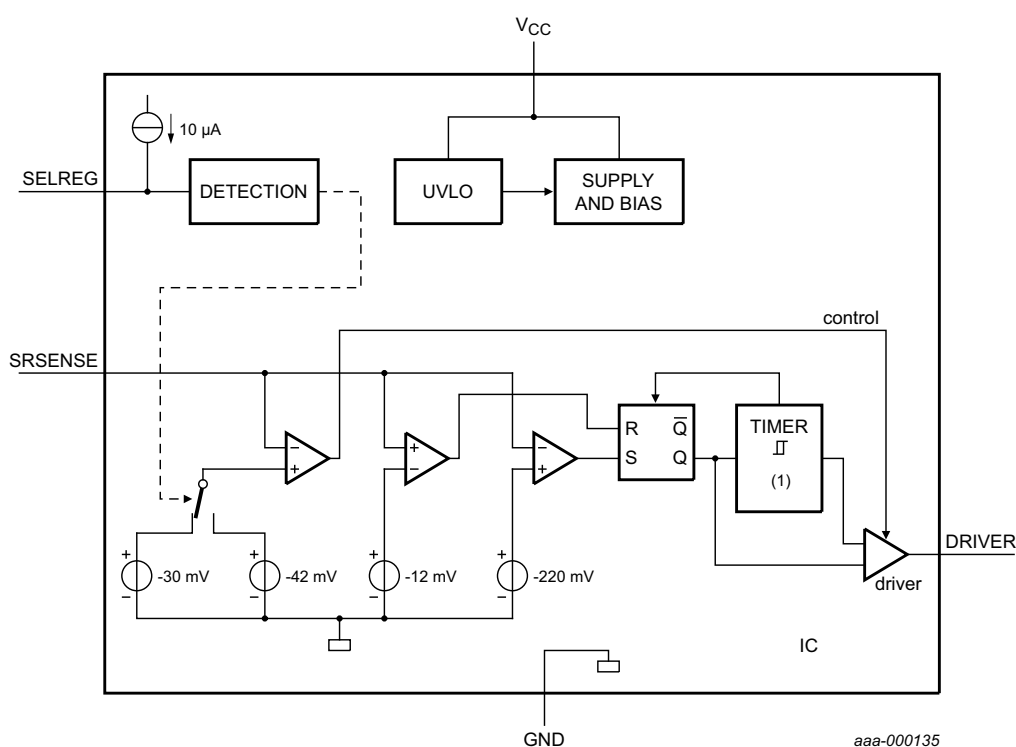 VCC
10 µA
SELREG
DETECTION
UVLO
SUPPLY
AND BIAS
control
SRSENSE
R
Q̅
S
Q
TIMER
(1)
−
+
+
−
−
+
+
-30 mV
−
+
-42 mV
−
+
-12 mV
−
+
-220 mV
−
DRIVER
driver
IC
GND
aaa-000135